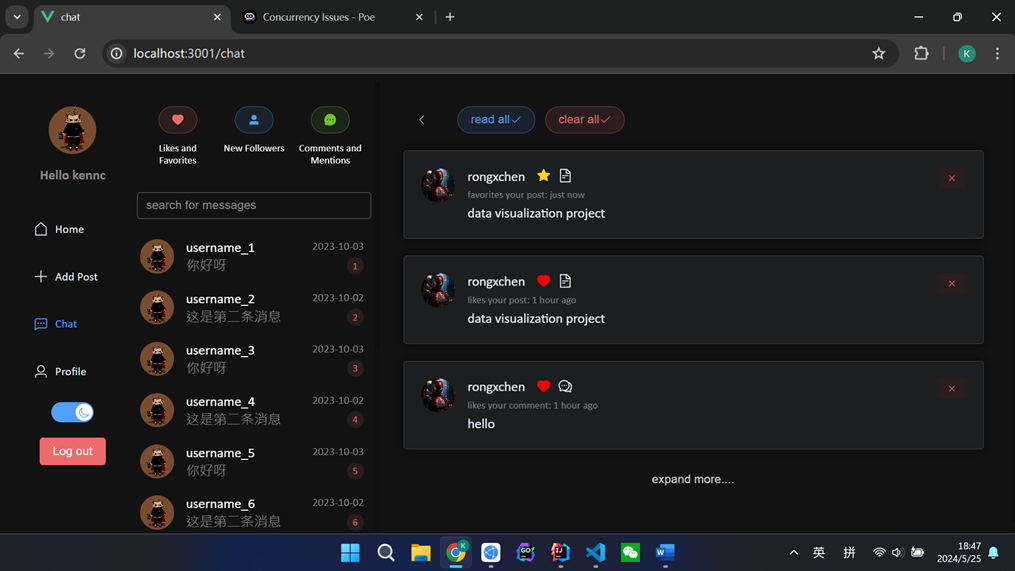 chat
Concurrency Issues - Poe
localhost:3001/chat
K
Hello kennc
Home
Add Post
Chat
Profile
Log out
Likes and
Favorites
New Followers
Comments and
Mentions
search for messages
username_1
2023-10-03
你好呀
1
username_2
2023-10-02
这是第二条消息
2
username_3
2023-10-03
你好呀
3
username_4
2023-10-02
这是第二条消息
4
username_5
2023-10-03
你好呀
5
username_6
2023-10-02
这是第二条消息
6
read all
clear all
rongxchen
favorites your post: just now
data visualization project
rongxchen
likes your post: 1 hour ago
data visualization project
rongxchen
likes your comment: 1 hour ago
hello
expand more....
K
GO
IJ
W
英
拼
18:47
2024/5/25